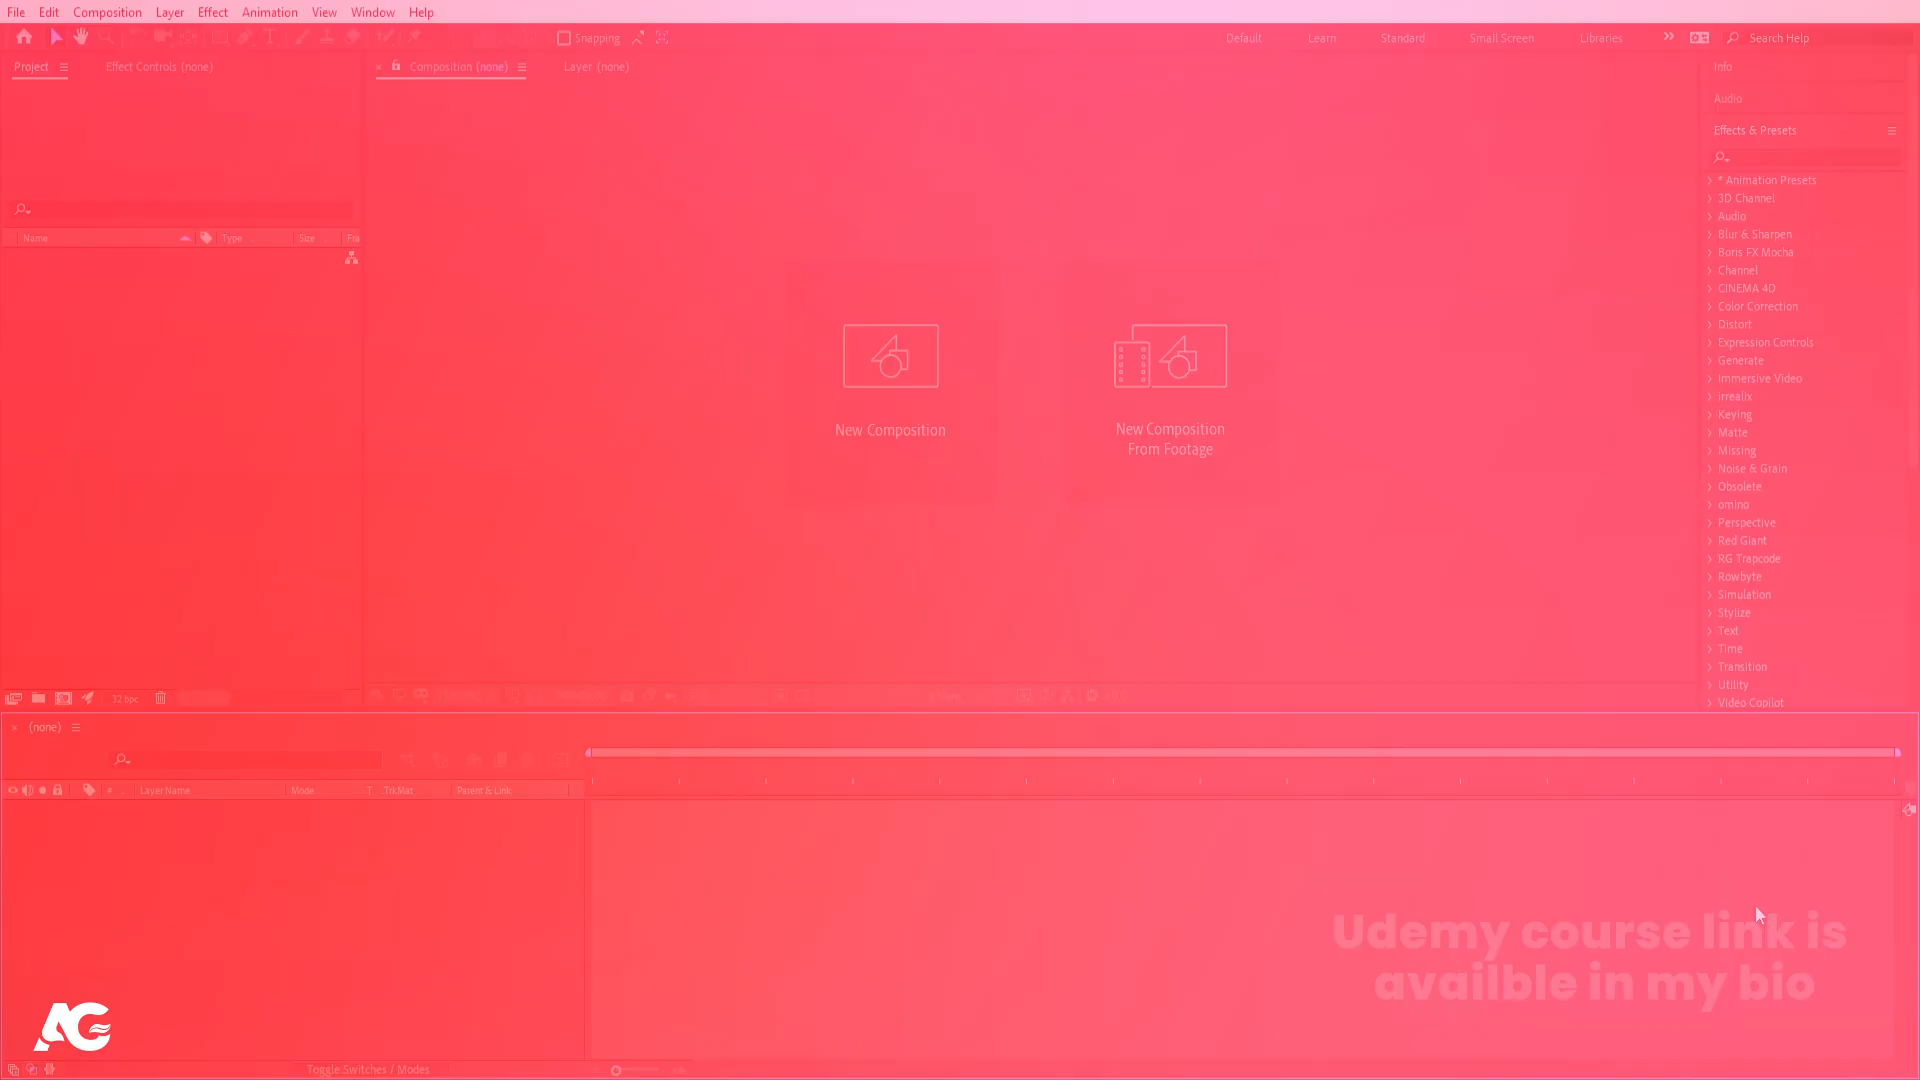 File Edit Composition Layer Effect Animation View Window Help
Snapping Default Learn Standard Small Screen Libraries Search Help
Project Effect Controls (none) Composition (none) Layer (none) Info
Audio
Effects & Presets
* Animation Presets
3D Channel
Audio
Blur & Sharpen
Boris FX Mocha
Channel
CINEMA 4D
Color Correction
Distort
Expression Controls
Generate
Immersive Video
irrealix
Keying
Matte
Missing
Noise & Grain
Obsolete
omino
Perspective
Red Giant
RG Trapcode
Rowbyte
Simulation
Stylize
Text
Time
Transition
Utility
Video Copilot
Name Type Size Fra
New Composition
New Composition
From Footage
32 bpc
(none)
# Layer Name Mode T .TrkMat Parent & Link
Udemy course link is
availble in my bio
AG
Toggle Switches / Modes